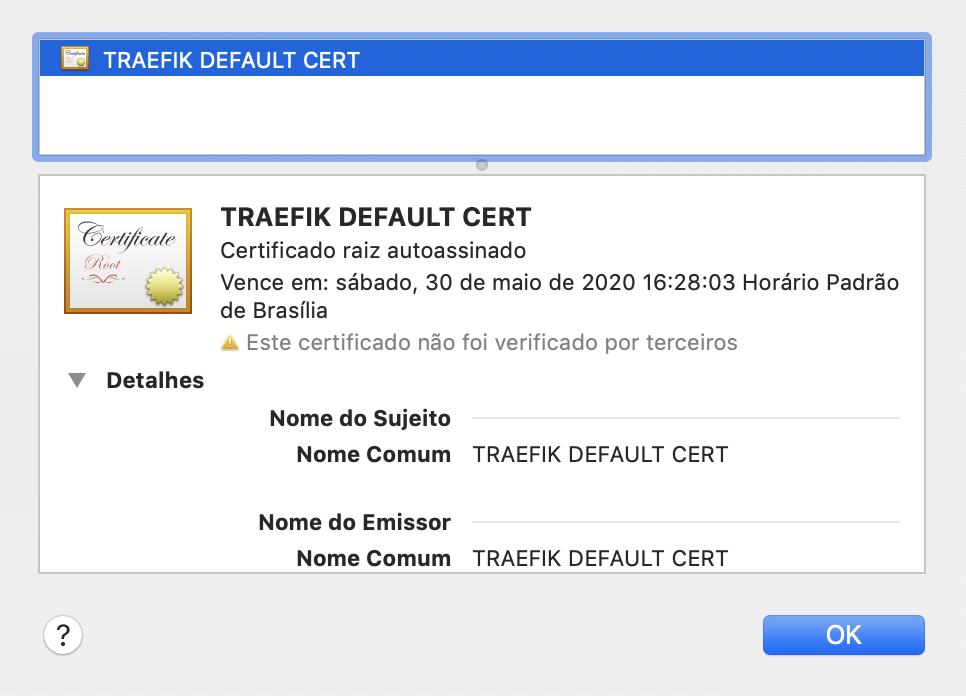 TRAEFIK DEFAULT CERT
Certificate
Root
TRAEFIK DEFAULT CERT
Certificado raiz autoassinado
Vence em: sábado, 30 de maio de 2020 16:28:03 Horário Padrão
de Brasília
Este certificado não foi verificado por terceiros
Detalhes
Nome do Sujeito
Nome Comum TRAEFIK DEFAULT CERT
Nome do Emissor
Nome Comum TRAEFIK DEFAULT CERT
?
OK